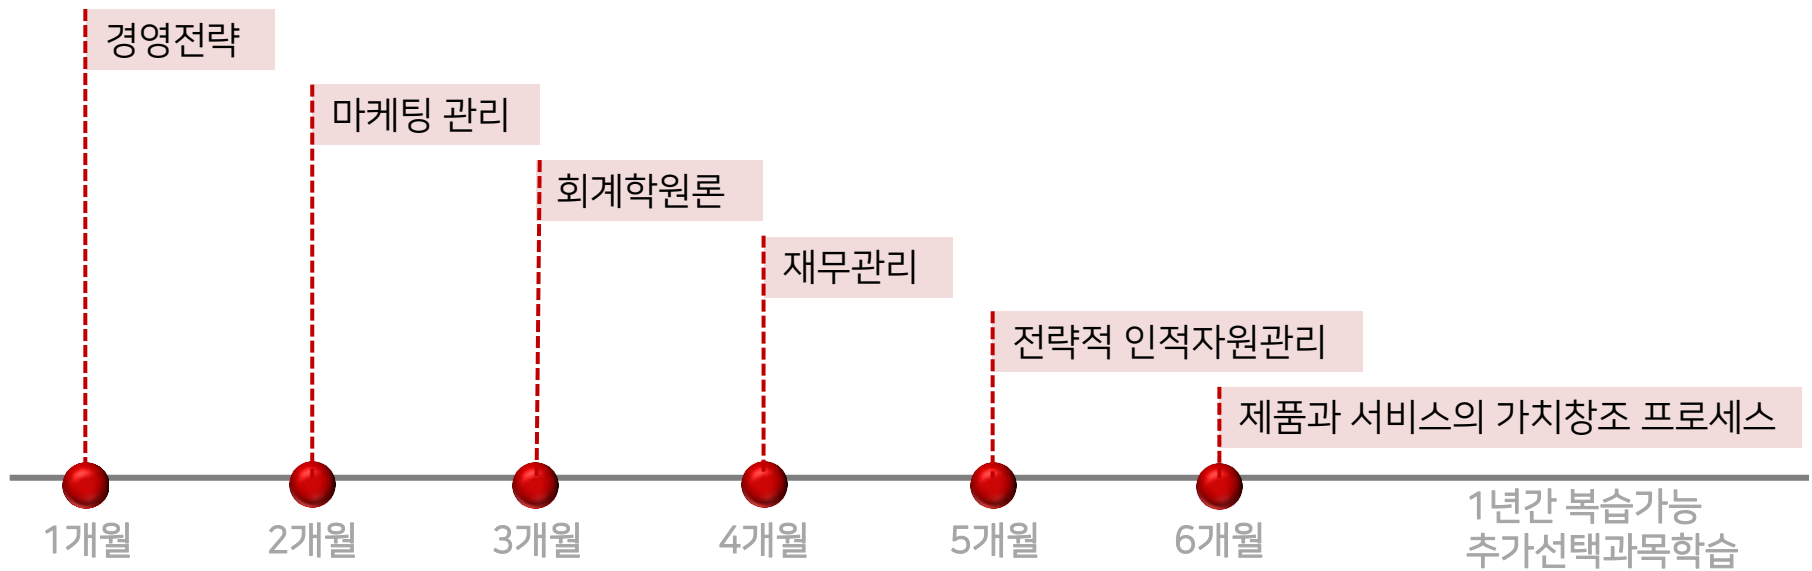 경영전략
마케팅 관리
회계학원론
재무관리
전략적 인적자원관리
제품과 서비스의 가치창조 프로세스
1개월
2개월
3개월
4개월
5개월
6개월
1년간 복습가능
추가선택과목학습